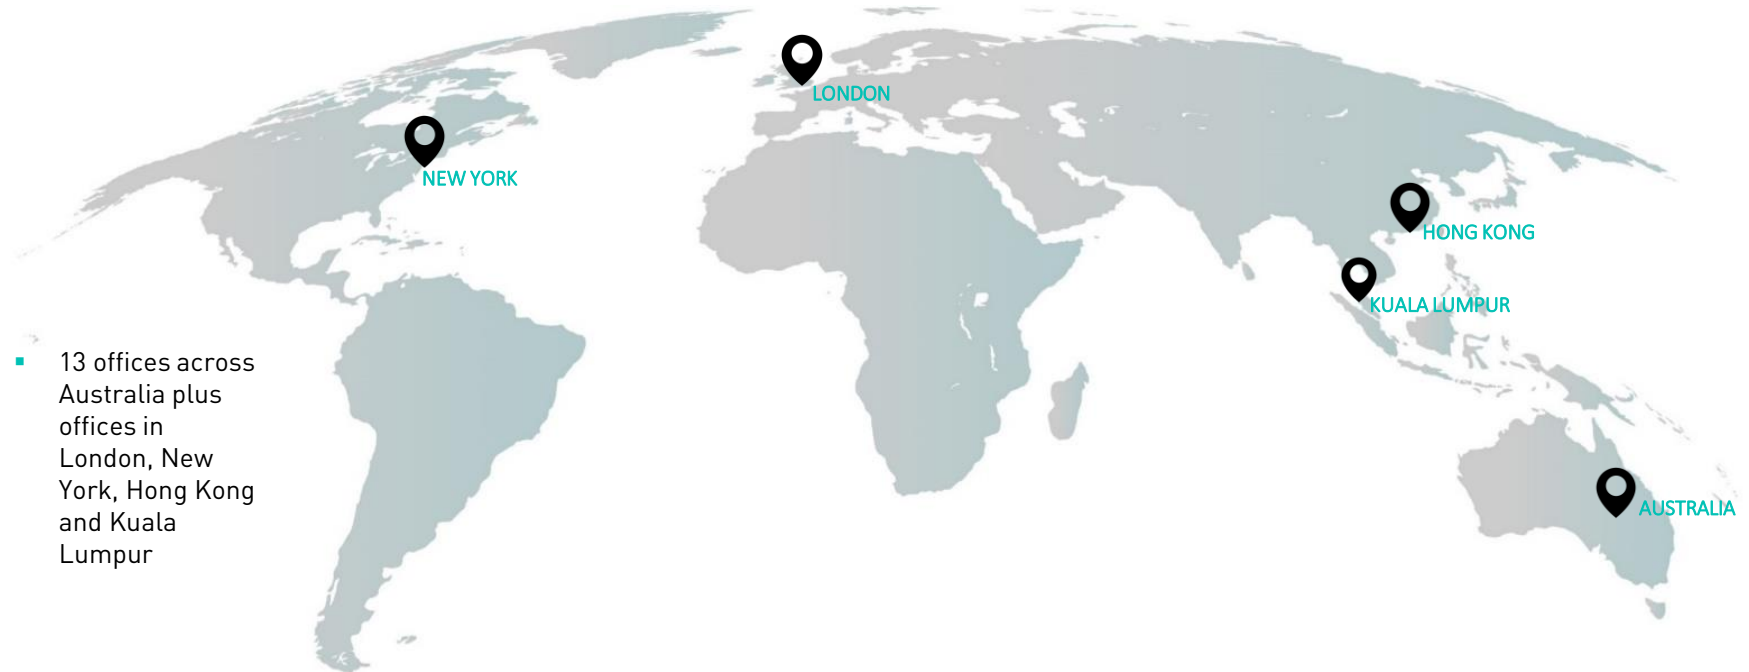 LONDON
NEW YORK
HONG KONG
KUALA LUMPUR
13 offices across
Australia plus
offices in
London, New
York, Hong Kong
and Kuala
Lumpur
AUSTRALIA